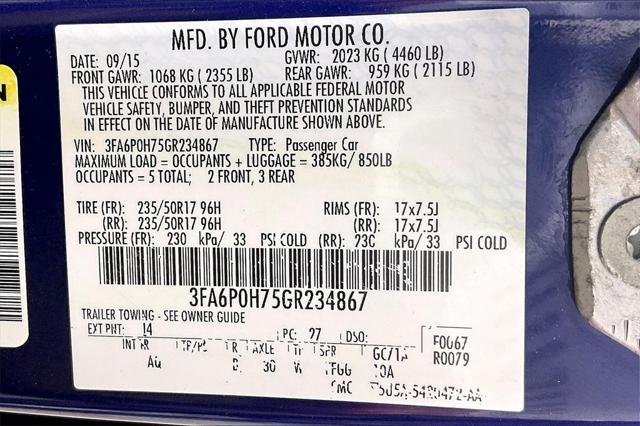 MFD. BY FORD MOTOR CO.
DATE: 09/15 GVWR: 2023 KG ( 4460 LB)
FRONT GAWR: 1068 KG ( 2355 LB) REAR GAWR: 959 KG ( 2115 LB)
THIS VEHICLE CONFORMS TO ALL APPLICABLE FEDERAL MOTOR
VEHICLE SAFETY, BUMPER, AND THEFT PREVENTION STANDARDS
IN EFFECT ON THE DATE OF MANUFACTURE SHOWN ABOVE.
VIN: 3FA6P0H75GR234867 TYPE: Passenger Car
MAXIMUM LOAD = OCCUPANTS + LUGGAGE = 385KG/ 850LB
OCCUPANTS = 5 TOTAL; 2 FRONT, 3 REAR
TIRE (FR): 235/50R17 96H RIMS (FR): 17x7.5J
(RR): 235/50R17 96H (RR): 17x7.5J
PRESSURE (FR): 230 kPa/ 33 PSI COLD (RR): 230 kPa/ 33 PSI COLD
3FA6P0H75GR234867
TRAILER TOWING - SEE OWNER GUIDE
EXT PNT: 14 PC: 27 DSO: F0067
INT R0079